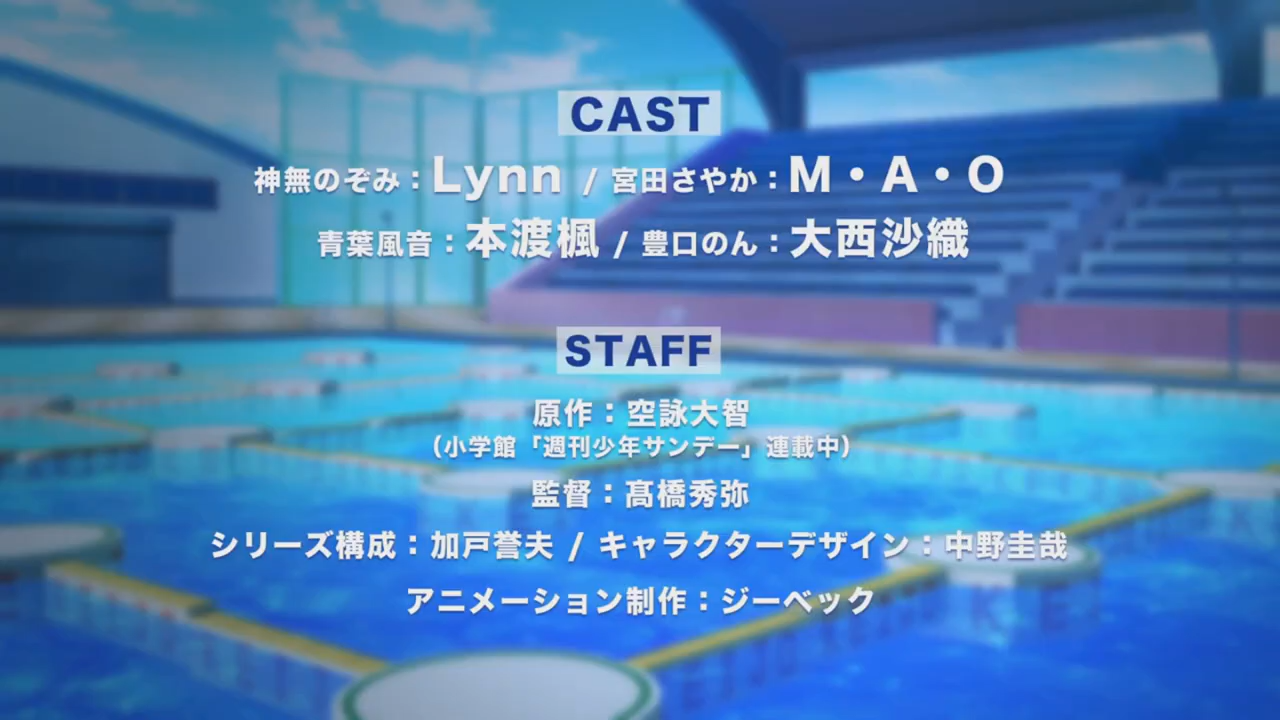 CAST
神無のぞみ：Lynn / 宮田さやか：M・A・O
青葉風音：本渡楓 / 豊口のん：大西沙織
STAFF
原作：空詠大智
（小学館「週刊少年サンデー」連載中）
監督：髙橋秀弥
シリーズ構成：加戸誉夫 / キャラクターデザイン：中野圭哉
アニメーション制作：ジーベック